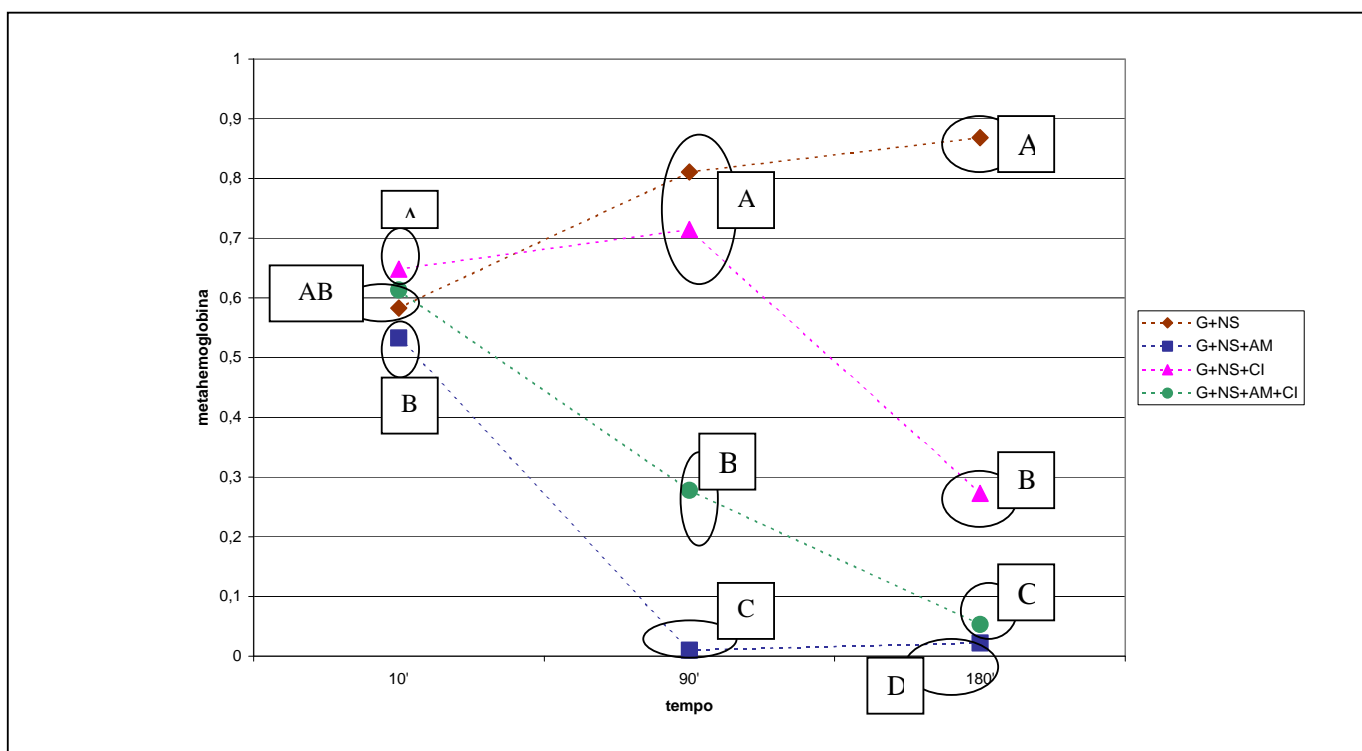 1
0,9
0,8
0,7
0,6
0,5
0,4
0,3
0,2
0,1
0
metahemoglobina
10'
90'
180'
tempo
A
AB
B
A
B
C
A
B
C
D
G+NS
G+NS+AM
G+NS+CI
G+NS+AM+CI